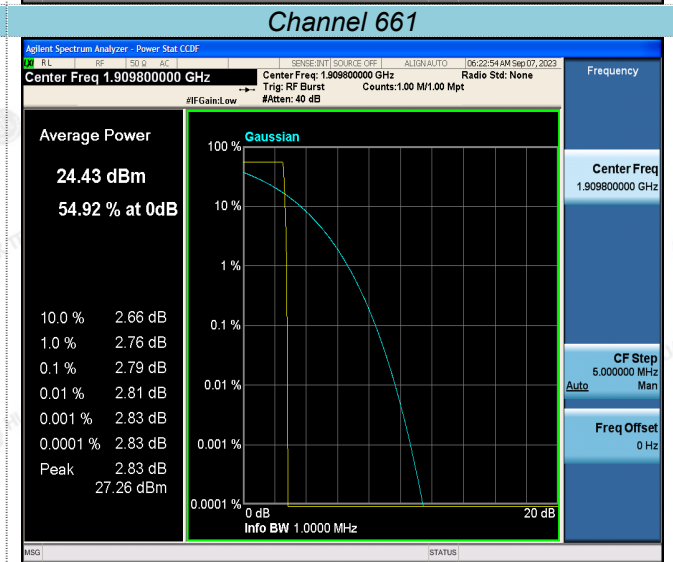 Channel 661
Agilent Spectrum Analyzer - Power Stat CCDF
LXI RL RF 50 Ω AC SENSE:INT SOURCE OFF ALIGNAUTO 06:22:54 AM Sep 07, 2023
Center Freq 1.909800000 GHz
Center Freq: 1.909800000 GHz Radio Std: None
Trig: RF Burst Counts:1.00 M/1.00 Mpt
#IFGain:Low #Atten: 40 dB
Frequency
Average Power
24.43 dBm
54.92 % at 0dB
10.0 % 2.66 dB
1.0 % 2.76 dB
0.1 % 2.79 dB
0.01 % 2.81 dB
0.001 % 2.83 dB
0.0001 % 2.83 dB
Peak 2.83 dB
27.26 dBm
Gaussian
100 %
10 %
1 %
0.1 %
0.01 %
0.001 %
0.0001 %
0 dB 20 dB
Info BW 1.0000 MHz
Center Freq
1.909800000 GHz
CF Step
5.000000 MHz
Auto Man
Freq Offset
0 Hz
MSG STATUS